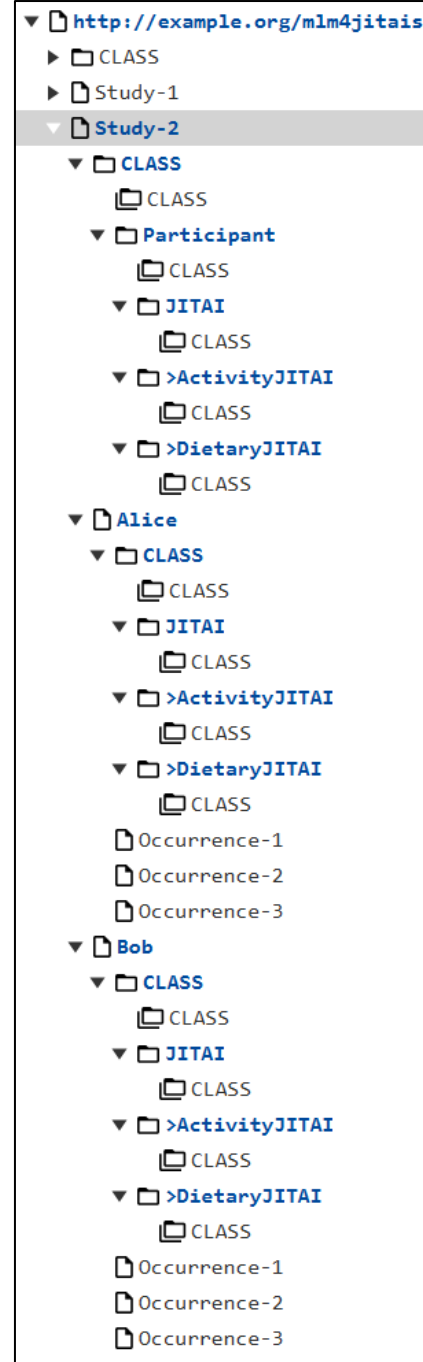 http://example.org/mlm4jitais
CLASS
Study-1
Study-2
CLASS
CLASS
Participant
CLASS
JITAI
CLASS
>ActivityJITAI
CLASS
>DietaryJITAI
CLASS
Alice
CLASS
CLASS
JITAI
CLASS
>ActivityJITAI
CLASS
>DietaryJITAI
CLASS
Occurrence-1
Occurrence-2
Occurrence-3
Bob
CLASS
CLASS
JITAI
CLASS
>ActivityJITAI
CLASS
>DietaryJITAI
CLASS
Occurrence-1
Occurrence-2
Occurrence-3